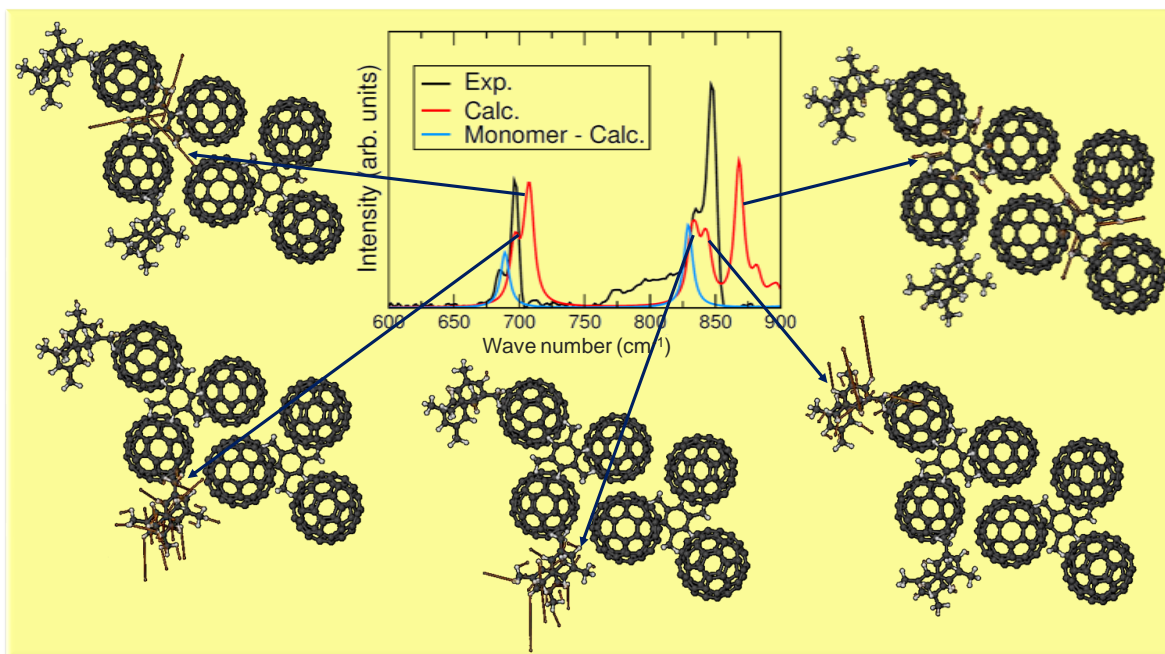 Intensity (arb. units)
Exp.
Calc.
Monomer - Calc.
600 650 700 750 800 850 900
Wave number (cm-1)